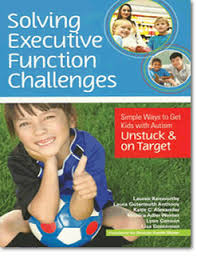 Solving
Executive
Function
Challenges
Simple Ways to Get
Kids with Autism
Unstuck &
on Target
Lauren Kenworthy
Laura Gutermuth Anthony
Katie C. Alexander
Monica Adler Werner
Lynn Cannon
Lisa Greenman